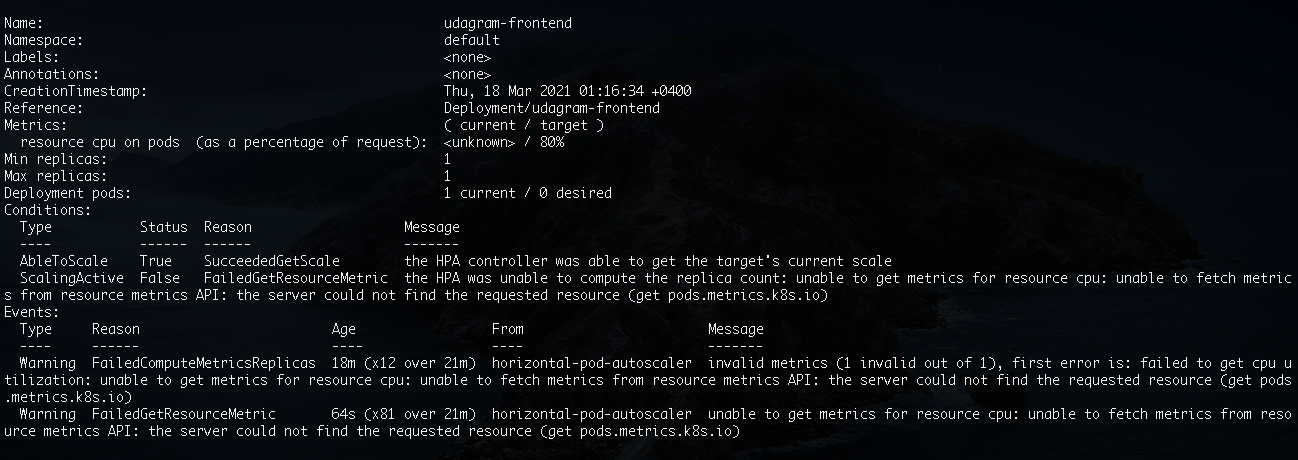 Name: udagram-frontend
Namespace: default
Labels: <none>
Annotations: <none>
CreationTimestamp: Thu, 18 Mar 2021 01:16:34 +0400
Reference: Deployment/udagram-frontend
Metrics: ( current / target )
resource cpu on pods (as a percentage of request): <unknown> / 80%
Min replicas: 1
Max replicas: 1
Deployment pods: 1 current / 0 desired
Conditions:
Type Status Reason Message
---- ------ ------ -------
AbleToScale True SucceededGetScale the HPA controller was able to get the target's current scale
ScalingActive False FailedGetResourceMetric the HPA was unable to compute the replica count: unable to get metrics for resource cpu: unable to fetch metric
s from resource metrics API: the server could not find the requested resource (get pods.metrics.k8s.io)
Events:
Type Reason Age From Message
---- ------ ---- ---- -------
Warning FailedComputeMetricsReplicas 18m (x12 over 21m) horizontal-pod-autoscaler invalid metrics (1 invalid out of 1), first error is: failed to get cpu u
tilization: unable to get metrics for resource cpu: unable to fetch metrics from resource metrics API: the server could not find the requested resource (get pods
.metrics.k8s.io)
Warning FailedGetResourceMetric 64s (x81 over 21m) horizontal-pod-autoscaler unable to get metrics for resource cpu: unable to fetch metrics from reso
urce metrics API: the server could not find the requested resource (get pods.metrics.k8s.io)